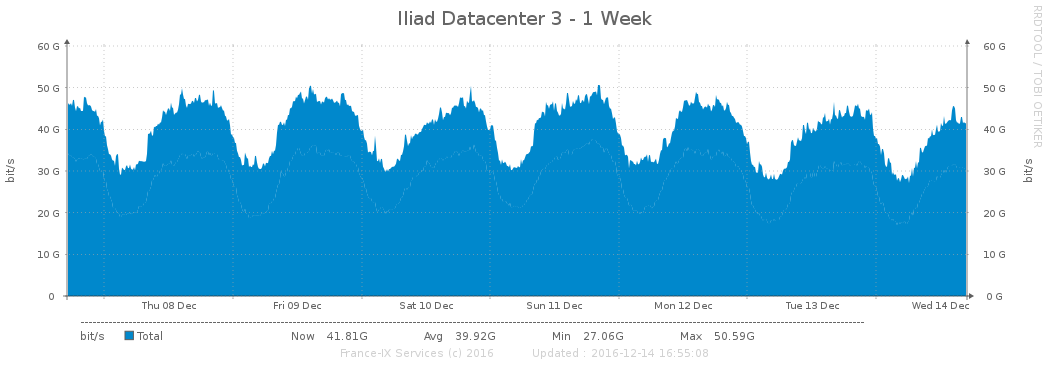 Iliad Datacenter 3 - 1 Week
RRDTOOL / TOBI OETIKER
60 G 60 G
50 G 50 G
40 G 40 G
30 G 30 G
20 G 20 G
10 G 10 G
0 0 G
bit/s bit/s
Thu 08 Dec Fri 09 Dec Sat 10 Dec Sun 11 Dec Mon 12 Dec Tue 13 Dec Wed 14 Dec
bit/s Total Now 41.81G Avg 39.92G Min 27.06G Max 50.59G
France-IX Services (c) 2016 Updated : 2016-12-14 16:55:08